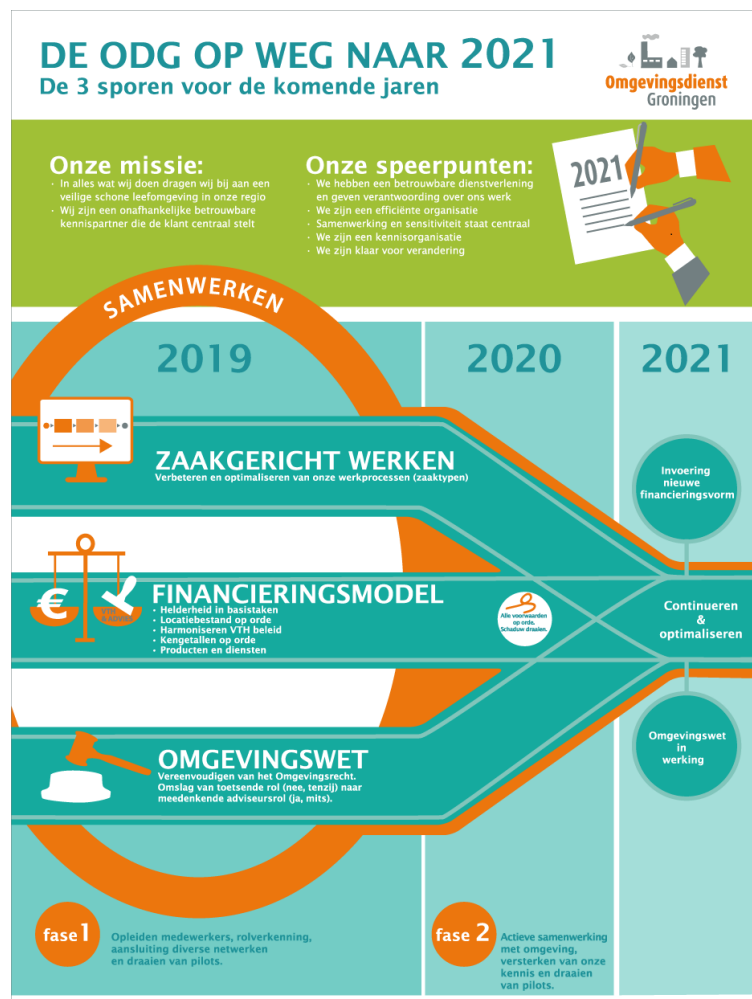 DE ODG OP WEG NAAR 2021
De 3 sporen voor de komende jaren
Omgevingsdienst
Groningen
Onze missie:
· In alles wat wij doen dragen wij bij aan een
veilige schone leefomgeving in onze regio
· Wij zijn een onafhankelijke betrouwbare
kennispartner die de klant centraal stelt
Onze speerpunten:
· We hebben een betrouwbare dienstverlening
en geven verantwoording over ons werk
· We zijn een efficiënte organisatie
· Samenwerking en sensitiviteit staat centraal
· We zijn een kennisorganisatie
· We zijn klaar voor verandering
2021
SAMENWERKEN
2019
2020
2021
ZAAKGERICHT WERKEN
Verbeteren en optimaliseren van onze werkprocessen (zaaktypen)
Invoering
nieuwe
financieringsvorm
€
VTH
& ADVIES
FINANCIERINGSMODEL
· Helderheid in basistaken
· Locatiebestand op orde
· Harmoniseren VTH beleid
· Kengetallen op orde
· Producten en diensten
Alle voorwaarden
op orde.
Schaduw draaien.
Continueren
&
optimaliseren
OMGEVINGSWET
Vereenvoudigen van het Omgevingsrecht.
Omslag van toetsende rol (nee, tenzij) naar
meedenkende adviseursrol (ja, mits).
Omgevingswet
in
werking
fase 1
Opleiden medewerkers, rolverkenning,
aansluiting diverse netwerken
en draaien van pilots.
fase 2
Actieve samenwerking
met omgeving,
versterken van onze
kennis en draaien
van pilots.